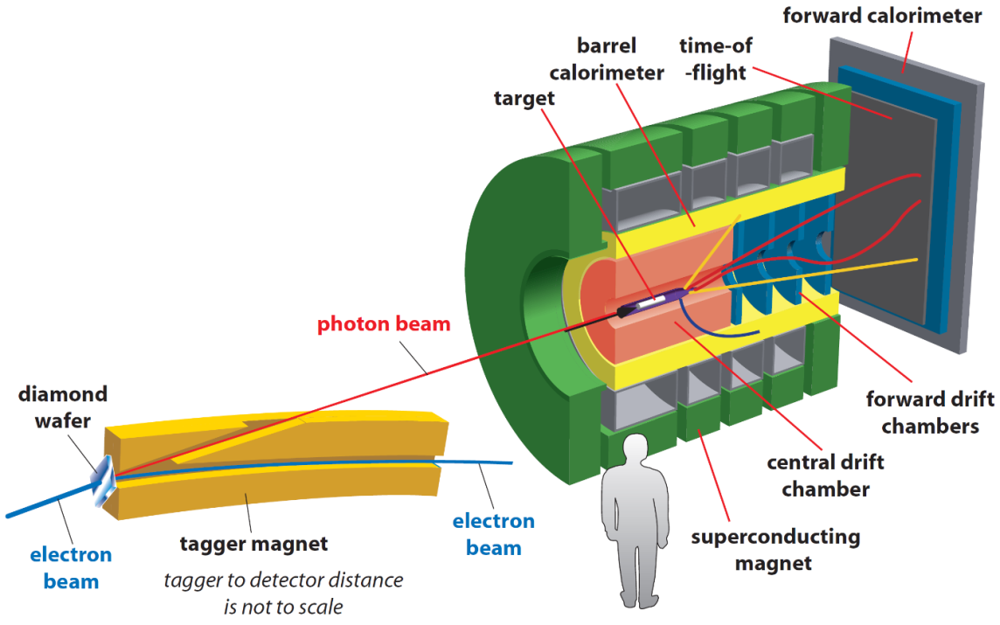 forward calorimeter
barrel
calorimeter
time-of
-flight
target
photon beam
diamond
wafer
forward drift
chambers
central drift
chamber
electron
beam
tagger magnet
electron
beam
superconducting
magnet
tagger to detector distance
is not to scale